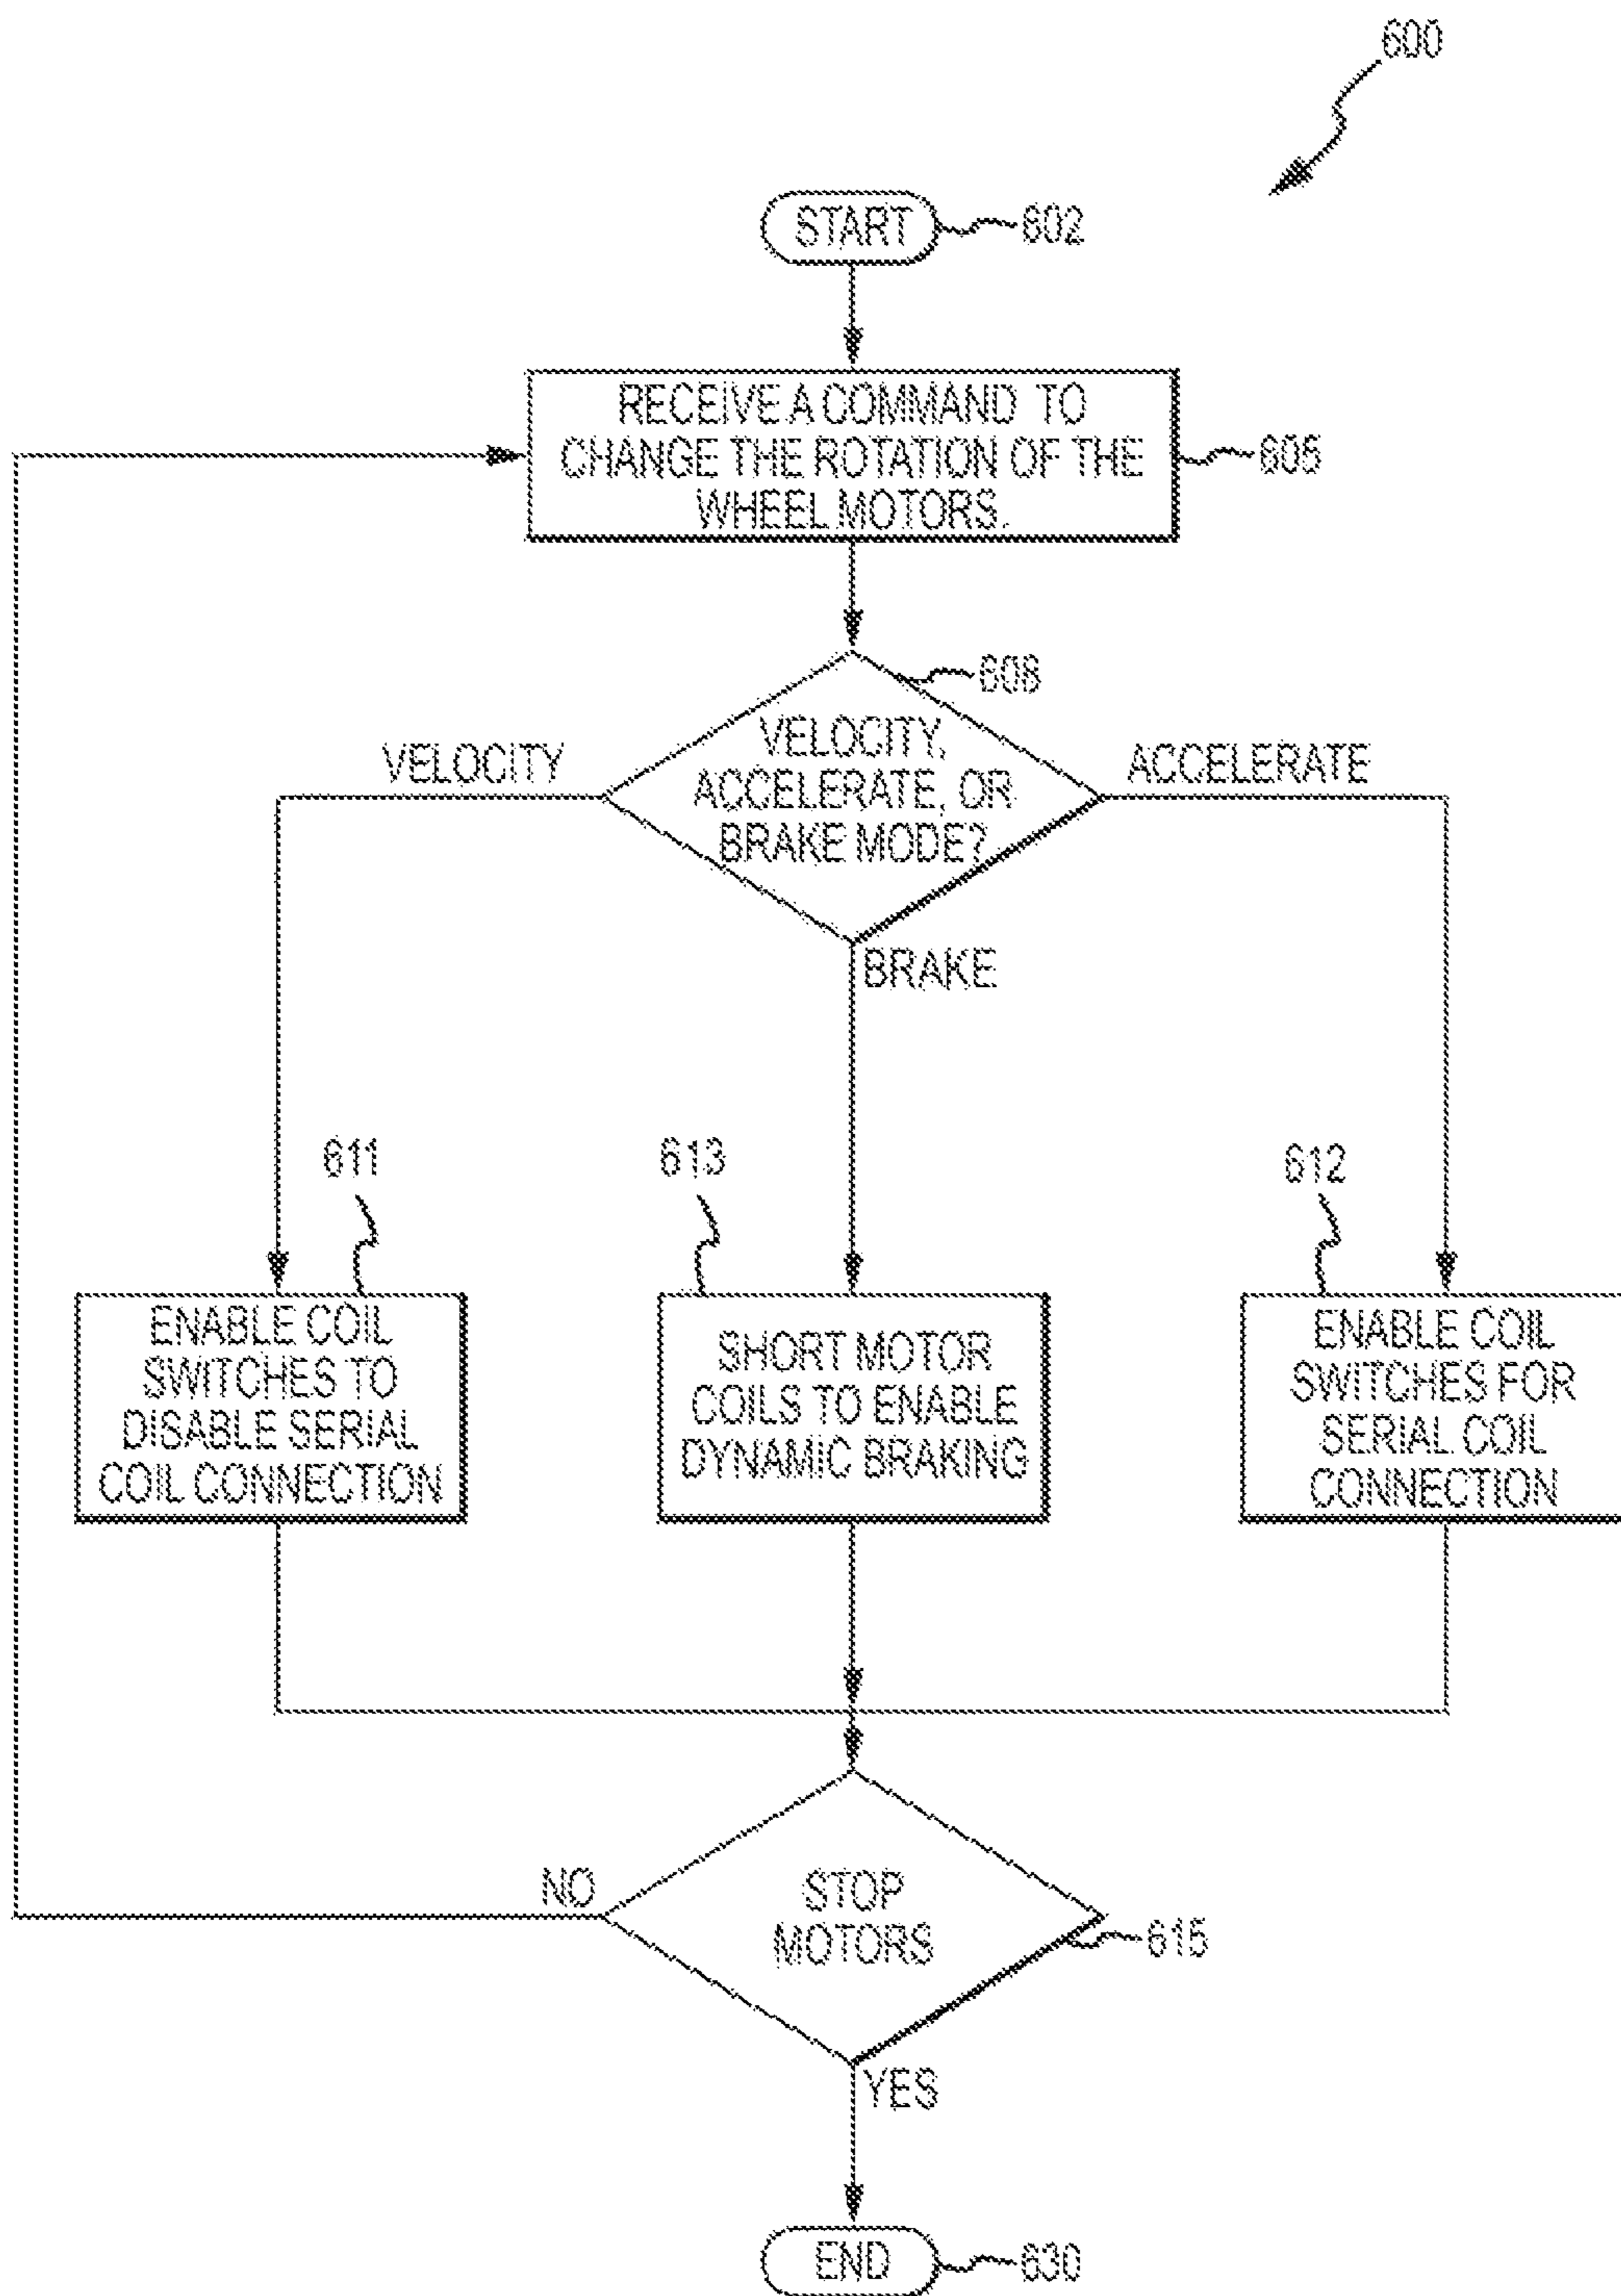 600
START
602
RECEIVE A COMMAND TO
CHANGE THE ROTATION OF THE
WHEEL MOTORS.
605
608
VELOCITY,
ACCELERATE, OR
BRAKE MODE?
VELOCITY
ACCELERATE
BRAKE
611
613
612
ENABLE COIL
SWITCHES TO
DISABLE SERIAL
COIL CONNECTION
SHORT MOTOR
COILS TO ENABLE
DYNAMIC BRAKING
ENABLE COIL
SWITCHES FOR
SERIAL COIL
CONNECTION
NO
STOP
MOTORS
615
YES
END
630